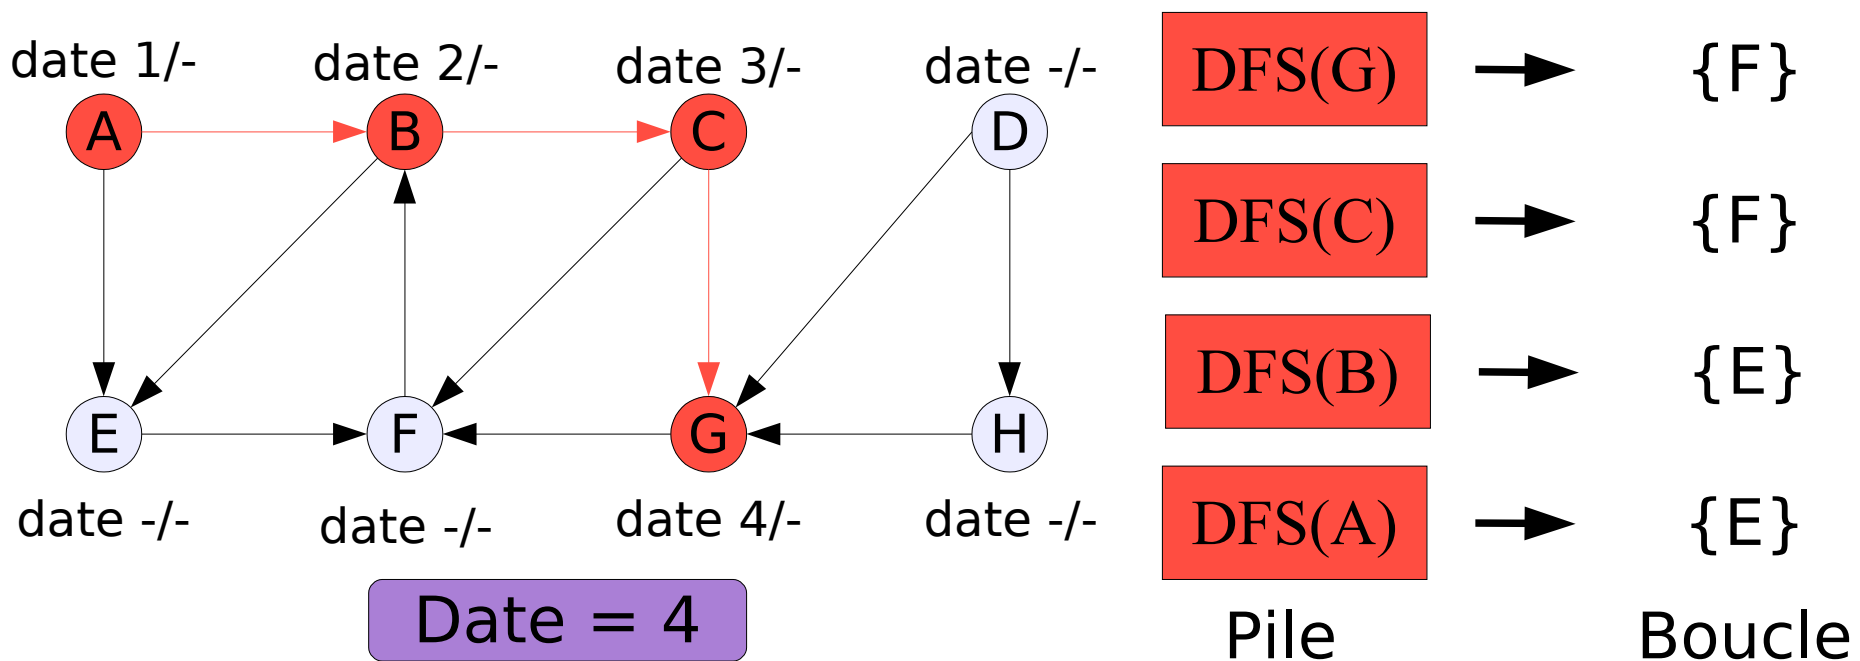 date 1/-
date 2/-
date 3/-
date -/-
A
B
C
D
E
F
G
H
date -/-
date -/-
date 4/-
date -/-
Date = 4
DFS(G)
{F}
DFS(C)
{F}
DFS(B)
{E}
DFS(A)
{E}
Pile
Boucle